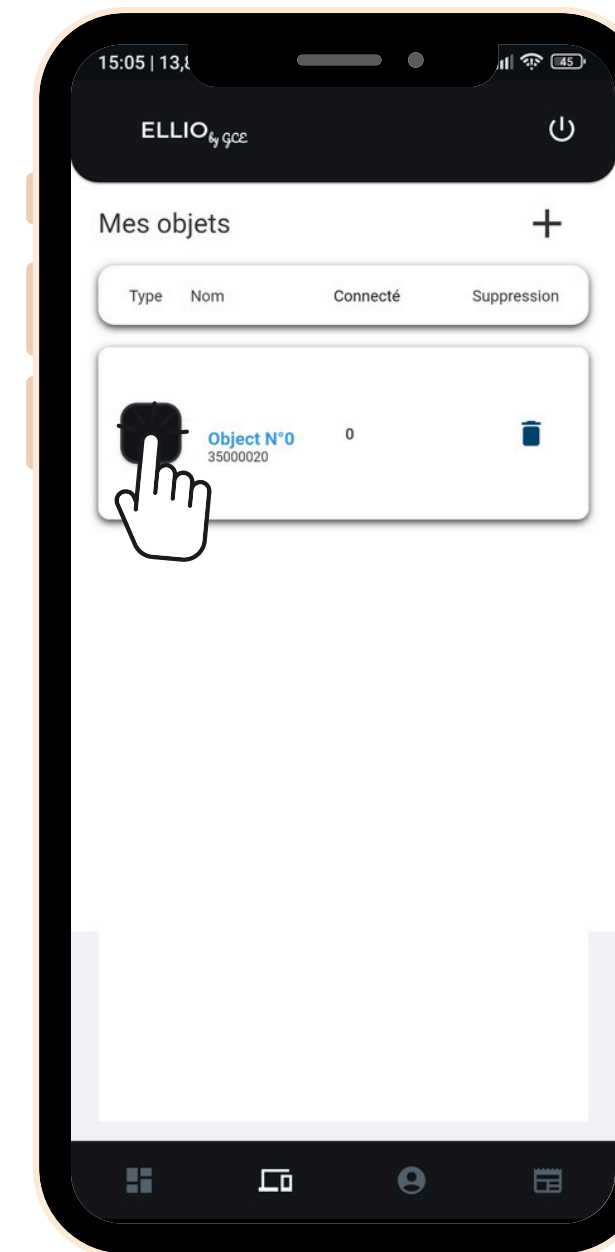 15:05 | 13,
45
ELLIO by GCE
Mes objets
Type Nom Connecté Suppression
Object N°0 0
35000020